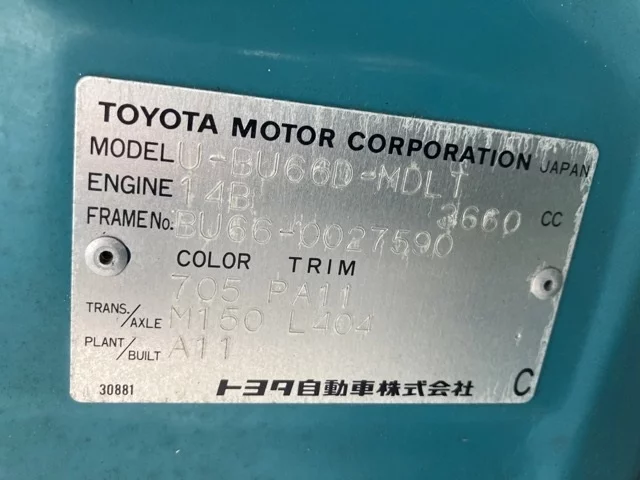 TOYOTA MOTOR CORPORATION JAPAN
MODEL U-BU66D-MDLT
ENGINE 14B 3660 CC
FRAME No. BU66-0027590
COLOR TRIM
705 PA11
TRANS./AXLE M150 L404
PLANT/BUILT A11
30881 トヨタ自動車株式会社 C